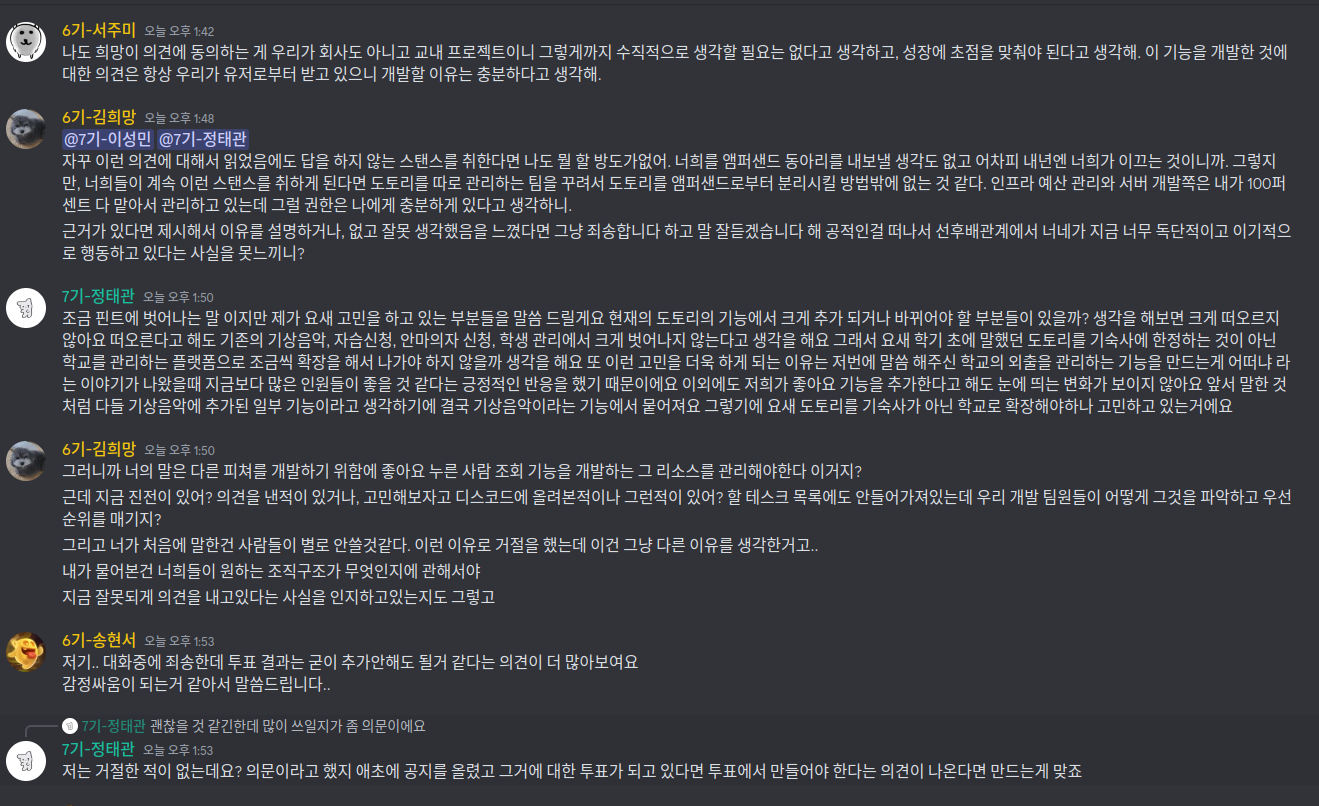 6기-서주미 오늘 오후 1:42
나도 희망이 의견에 동의하는 게 우리가 회사도 아니고 교내 프로젝트이니 그렇게까지 수직적으로 생각할 필요는 없다고 생각하고, 성장에 초점을 맞춰야 된다고 생각해. 이 기능을 개발한 것에
대한 의견은 항상 우리가 유저로부터 받고 있으니 개발할 이유는 충분하다고 생각해.
6기-김희망 오늘 오후 1:48
@7기-이성민 @7기-정태관
자꾸 이런 의견에 대해서 읽었음에도 답을 하지 않는 스탠스를 취한다면 나도 뭘 할 방도가없어. 너희를 앰퍼샌드 동아리를 내보낼 생각도 없고 어차피 내년엔 너희가 이끄는 것이니까. 그렇지
만, 너희들이 계속 이런 스탠스를 취하게 된다면 도토리를 따로 관리하는 팀을 꾸려서 도토리를 앰퍼샌드로부터 분리시킬 방법밖에 없는 것 같다. 인프라 예산 관리와 서버 개발쪽은 내가 100퍼
센트 다 맡아서 관리하고 있는데 그럴 권한은 나에게 충분하게 있다고 생각하니.
근거가 있다면 제시해서 이유를 설명하거나, 없고 잘못 생각했음을 느꼈다면 그냥 죄송합니다 하고 말 잘듣겠습니다 해 공적인걸 떠나서 선후배관계에서 너네가 지금 너무 독단적이고 이기적으
로 행동하고 있다는 사실을 못느끼니?
7기-정태관 오늘 오후 1:50
조금 핀트에 벗어나는 말 이지만 제가 요새 고민을 하고 있는 부분들을 말씀 드릴게요 현재의 도토리의 기능에서 크게 추가 되거나 바뀌어야 할 부분들이 있을까? 생각을 해보면 크게 떠오르지
않아요 떠오른다고 해도 기존의 기상음악, 자습신청, 안마의자 신청, 학생 관리에서 크게 벗어나지 않는다고 생각을 해요 그래서 요새 학기 초에 말했던 도토리를 기숙사에 한정하는 것이 아닌
학교를 관리하는 플랫폼으로 조금씩 확장을 해서 나가야 하지 않을까 생각을 해요 또 이런 고민을 더욱 하게 되는 이유는 저번에 말씀 해주신 학교의 외출을 관리하는 기능을 만드는게 어떠냐 라
는 이야기가 나왔을때 지금보다 많은 인원들이 좋을 것 같다는 긍정적인 반응을 했기 때문이에요 이외에도 저희가 좋아요 기능을 추가한다고 해도 눈에 띄는 변화가 보이지 않아요 앞서 말한 것
처럼 다들 기상음악에 추가된 일부 기능이라고 생각하기에 결국 기상음악이라는 기능에서 뭍어져요 그렇기에 요새 도토리를 기숙사가 아닌 학교로 확장해야하나 고민하고 있는거에요
6기-김희망 오늘 오후 1:50
그러니까 너의 말은 다른 피쳐를 개발하기 위함에 좋아요 누른 사람 조회 기능을 개발하는 그 리소스를 관리해야한다 이거지?
근데 지금 진전이 있어? 의견을 낸적이 있거나, 고민해보자고 디스코드에 올려본적이나 그런적이 있어? 할 테스크 목록에도 안들어가져있는데 우리 개발 팀원들이 어떻게 그것을 파악하고 우선
순위를 매기지?
그리고 너가 처음에 말한건 사람들이 별로 안쓸것같다. 이런 이유로 거절을 했는데 이건 그냥 다른 이유를 생각한거고..
내가 물어본건 너희들이 원하는 조직구조가 무엇인지에 관해서야
지금 잘못되게 의견을 내고있다는 사실을 인지하고있는지도 그렇고
6기-송현서 오늘 오후 1:53
저기.. 대화중에 죄송한데 투표 결과는 굳이 추가안해도 될거 같다는 의견이 더 많아보여요
감정싸움이 되는거 같아서 말씀드립니다..
7기-정태관 괜찮을 것 같긴한데 많이 쓰일지가 좀 의문이에요
7기-정태관 오늘 오후 1:53
저는 거절한 적이 없는데요? 의문이라고 했지 애초에 공지를 올렸고 그거에 대한 투표가 되고 있다면 투표에서 만들어야 한다는 의견이 나온다면 만드는게 맞죠